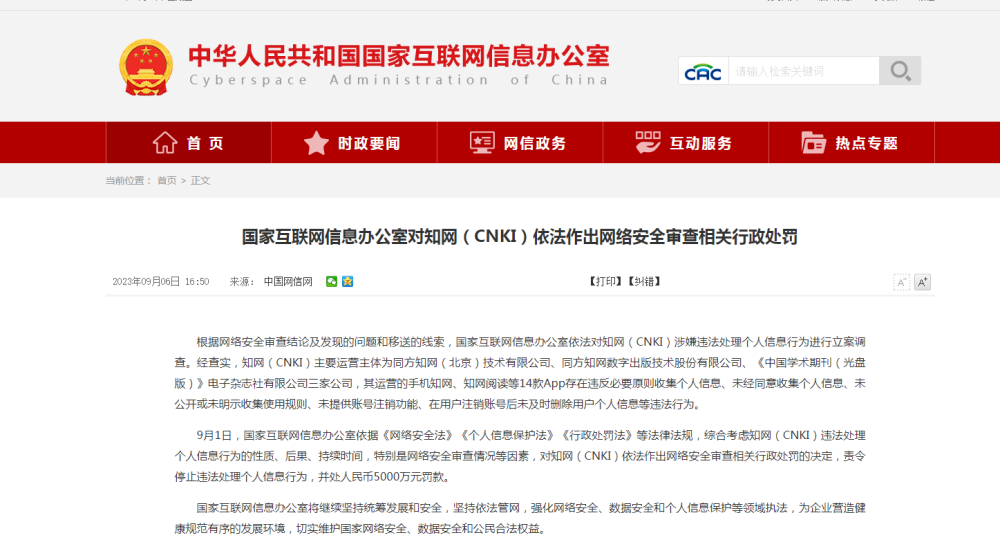 中华人民共和国国家互联网信息办公室
Cyberspace Administration of China
CAC
请输入检索关键词
首 页
时政要闻
网信政务
互动服务
热点专题
当前位置： 首页 > 正文
国家互联网信息办公室对知网（CNKI）依法作出网络安全审查相关行政处罚
2023年09月06日 16:50 来源： 中国网信网
【打印】【纠错】
A-
A+
根据网络安全审查结论及发现的问题和移送的线索，国家互联网信息办公室依法对知网（CNKI）涉嫌违法处理个人信息行为进行立案调
查。经查实，知网（CNKI）主要运营主体为同方知网（北京）技术有限公司、同方知网数字出版技术股份有限公司、《中国学术期刊（光盘
版）》电子杂志社有限公司三家公司，其运营的手机知网、知网阅读等14款App存在违反必要原则收集个人信息、未经同意收集个人信息、未
公开或未明示收集使用规则、未提供账号注销功能、在用户注销账号后未及时删除用户个人信息等违法行为。
9月1日，国家互联网信息办公室依据《网络安全法》《个人信息保护法》《行政处罚法》等法律法规，综合考虑知网（CNKI）违法处理
个人信息行为的性质、后果、持续时间，特别是网络安全审查情况等因素，对知网（CNKI）依法作出网络安全审查相关行政处罚的决定，责令
停止违法处理个人信息行为，并处人民币5000万元罚款。
国家互联网信息办公室将继续坚持统筹发展和安全，坚持依法管网，强化网络安全、数据安全和个人信息保护等领域执法，为企业营造健
康规范有序的发展环境，切实维护国家网络安全、数据安全和公民合法权益。